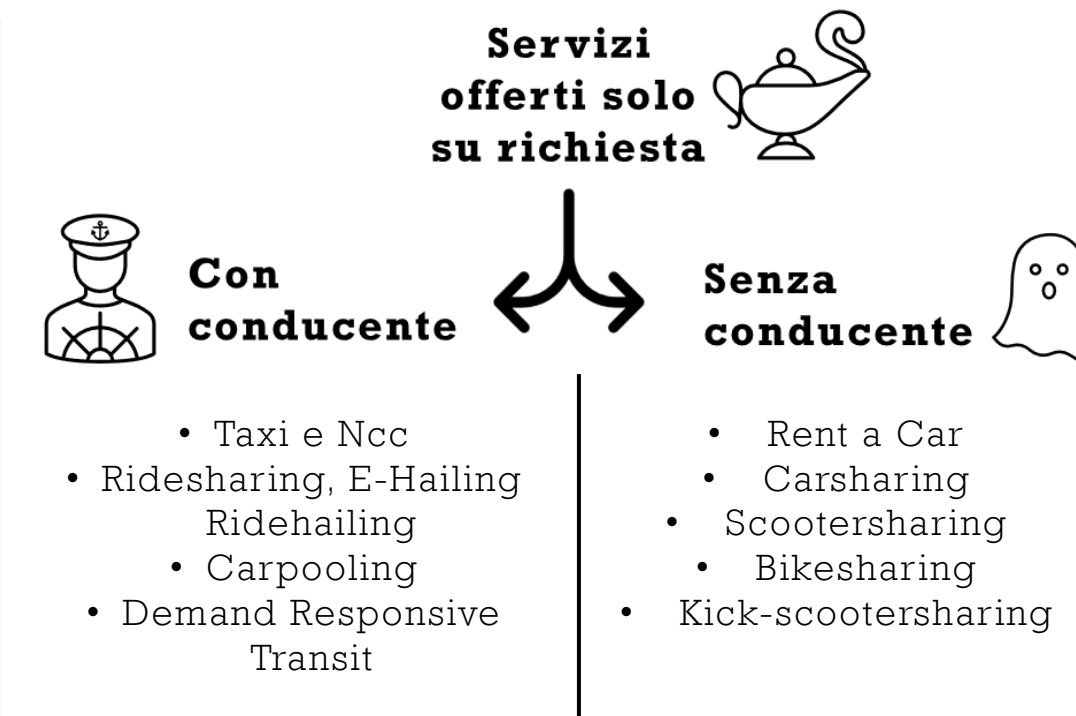 Servizi
offerti solo
su richiesta
Con
conducente
• Taxi e Ncc
• Ridesharing, E-Hailing
Ridehailing
• Carpooling
• Demand Responsive
Transit
Senza
conducente
• Rent a Car
• Carsharing
• Scootersharing
• Bikesharing
• Kick-scootersharing